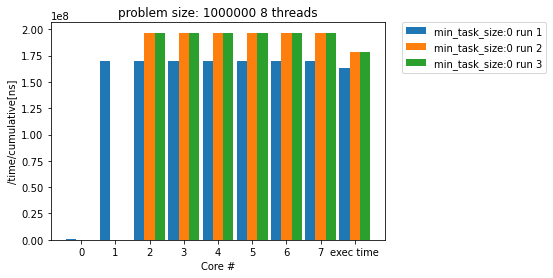 problem size: 1000000 8 threads
1e8
2.00
1.75
1.50
1.25
1.00
0.75
0.50
0.25
0.00
/time/cumulative[ns]
0 1 2 3 4 5 6 7 exec time
Core #
min_task_size:0 run 1
min_task_size:0 run 2
min_task_size:0 run 3